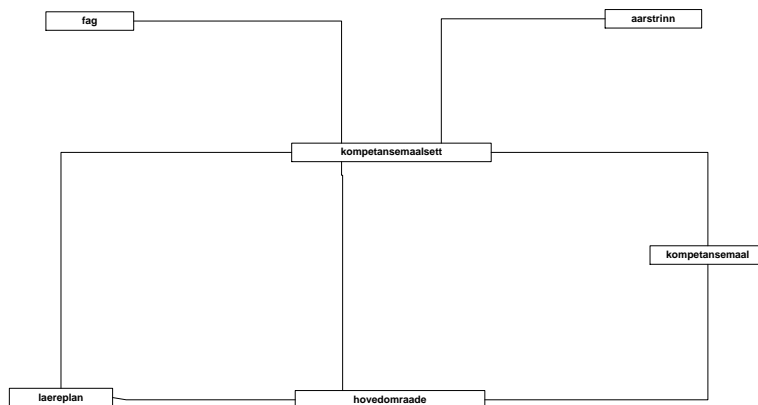 fag
aarstrinn
kompetansemaalsett
kompetansemaal
laereplan
hovedomraade